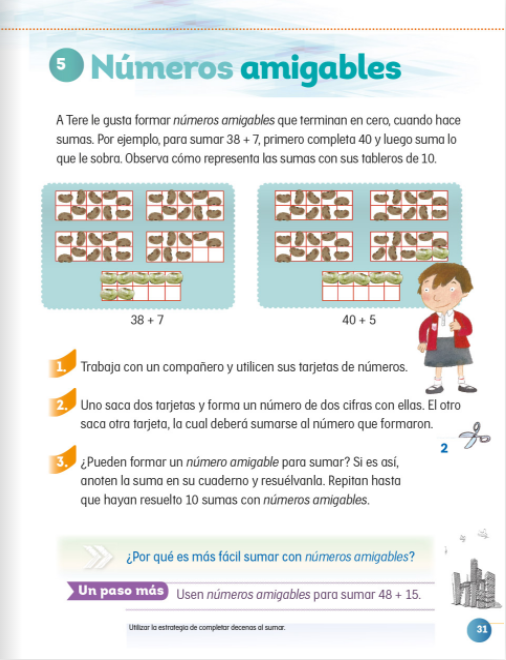 5 Números amigables
A Tere le gusta formar números amigables que terminan en cero, cuando hace
sumas. Por ejemplo, para sumar 38 + 7, primero completa 40 y luego suma lo
que le sobra. Observa cómo representa las sumas con sus tableros de 10.
38 + 7
40 + 5
1. Trabaja con un compañero y utilicen sus tarjetas de números.
2. Uno saca dos tarjetas y forma un número de dos cifras con ellas. El otro
saca otra tarjeta, la cual deberá sumarse al número que formaron.
2
3. ¿Pueden formar un número amigable para sumar? Si es así,
anoten la suma en su cuaderno y resuélvanla. Repitan hasta
que hayan resuelto 10 sumas con números amigables.
¿Por qué es más fácil sumar con números amigables?
Un paso más Usen números amigables para sumar 48 + 15.
Utilizar la estrategia de completar decenas al sumar.
31